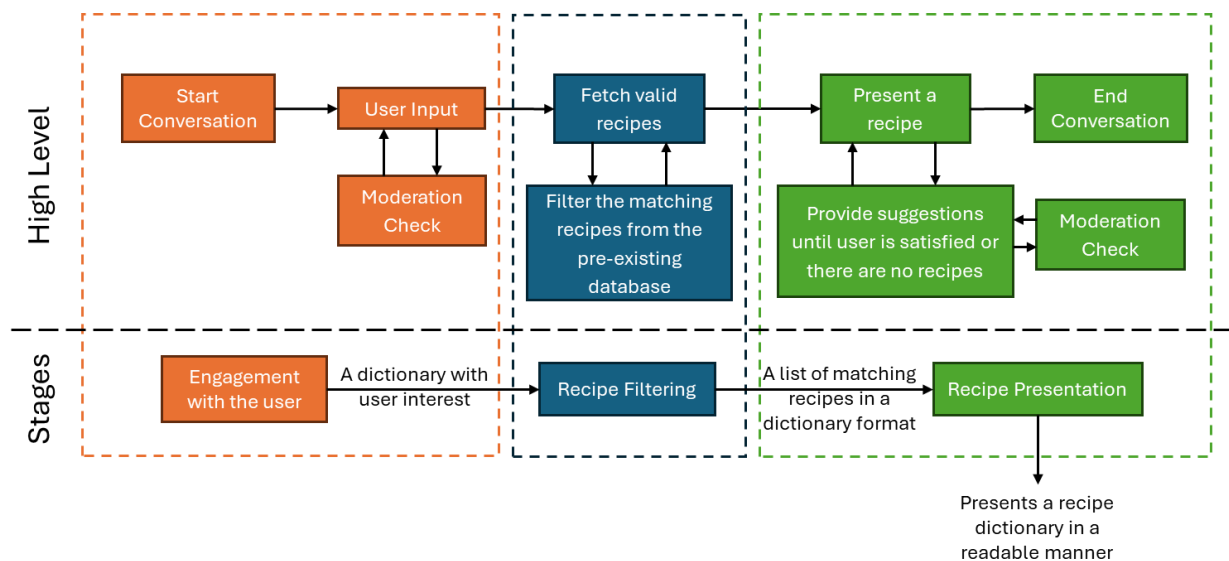 High Level
Start
Conversation
User Input
Moderation
Check
Fetch valid
recipes
Filter the matching
recipes from the
pre-existing
database
Present a
recipe
End
Conversation
Provide suggestions
until user is satisfied or
there are no recipes
Moderation
Check
Stages
Engagement
with the user
A dictionary with
user interest
Recipe Filtering
A list of matching
recipes in a
dictionary format
Recipe Presentation
Presents a recipe
dictionary in a
readable manner